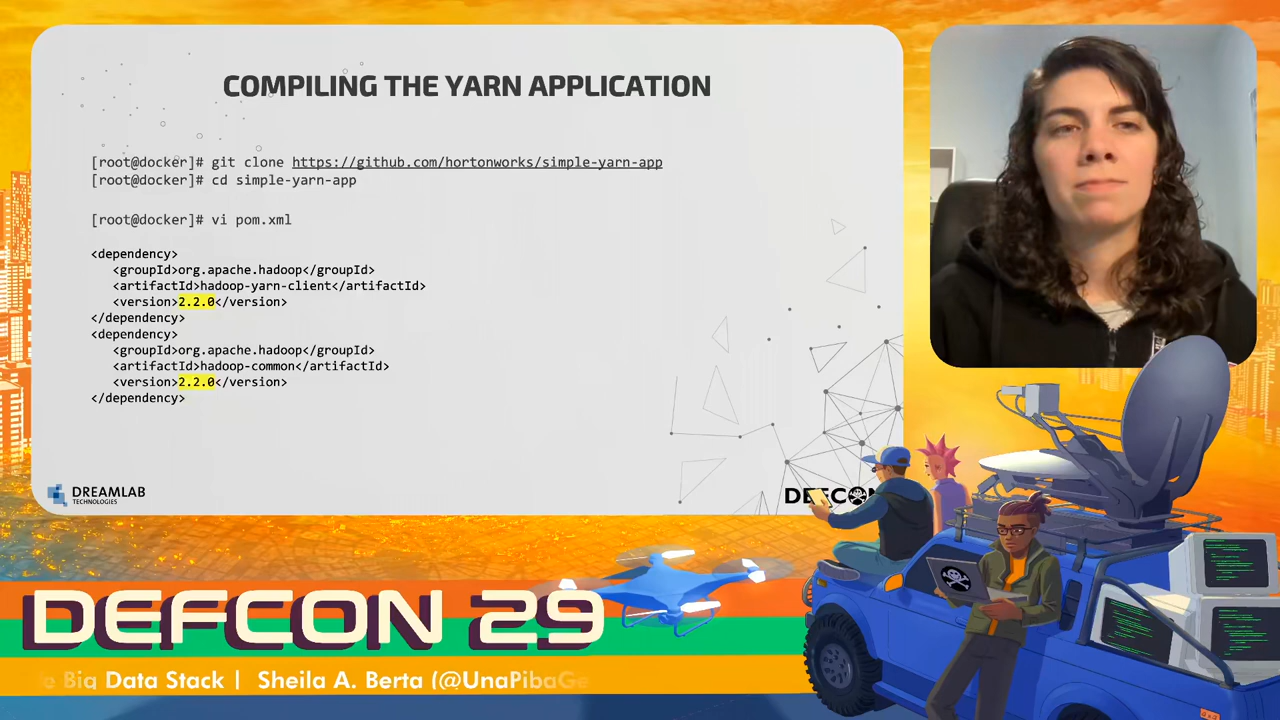 COMPILING THE YARN APPLICATION
[root@docker]# git clone https://github.com/hortonworks/simple-yarn-app
[root@docker]# cd simple-yarn-app
[root@docker]# vi pom.xml
<dependency>
<groupId>org.apache.hadoop</groupId>
<artifactId>hadoop-yarn-client</artifactId>
<version>2.2.0</version>
</dependency>
<dependency>
<groupId>org.apache.hadoop</groupId>
<artifactId>hadoop-common</artifactId>
<version>2.2.0</version>
</dependency>
DREAMLAB
TECHNOLOGIES
DEFCON
DEFCON 29
Big Data Stack | Sheila A. Berta (@UnaPibaGe